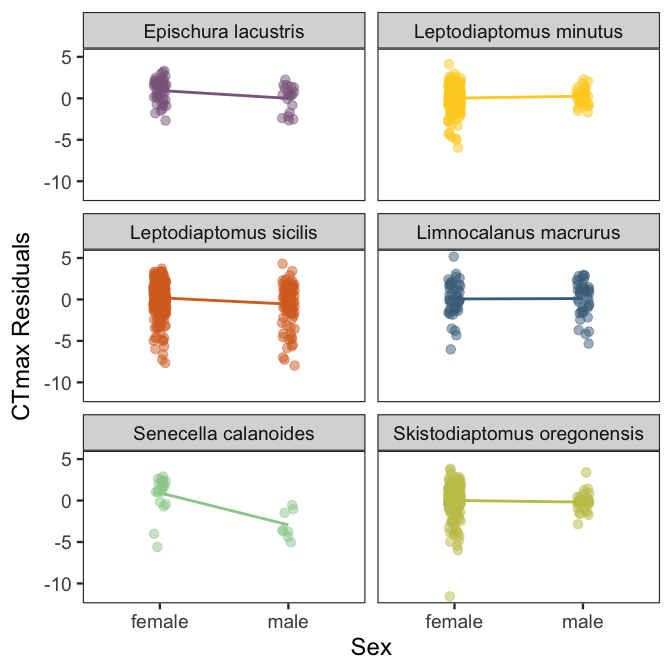 Epischura lacustris
Leptodiaptomus minutus
5
0
-5
-10
Leptodiaptomus sicilis
Limnocalanus macrurus
5
0
-5
-10
CTmax Residuals
Senecella calanoides
Skistodiaptomus oregonensis
5
0
-5
-10
female
male
female
male
Sex